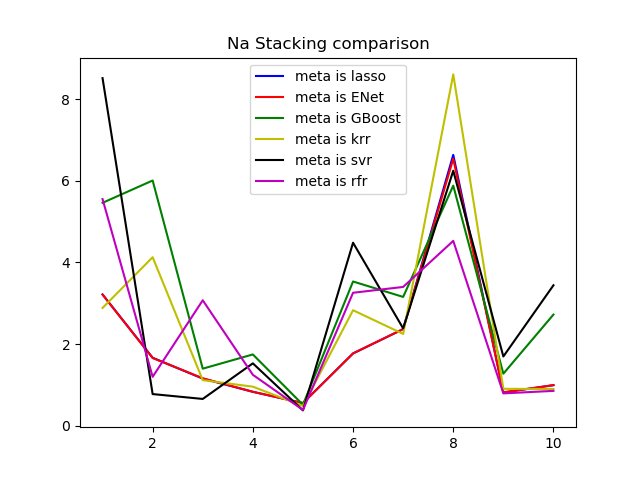 Na Stacking comparison
meta is lasso
meta is ENet
meta is GBoost
meta is krr
meta is svr
meta is rfr
8
6
4
2
0
2 4 6 8 10